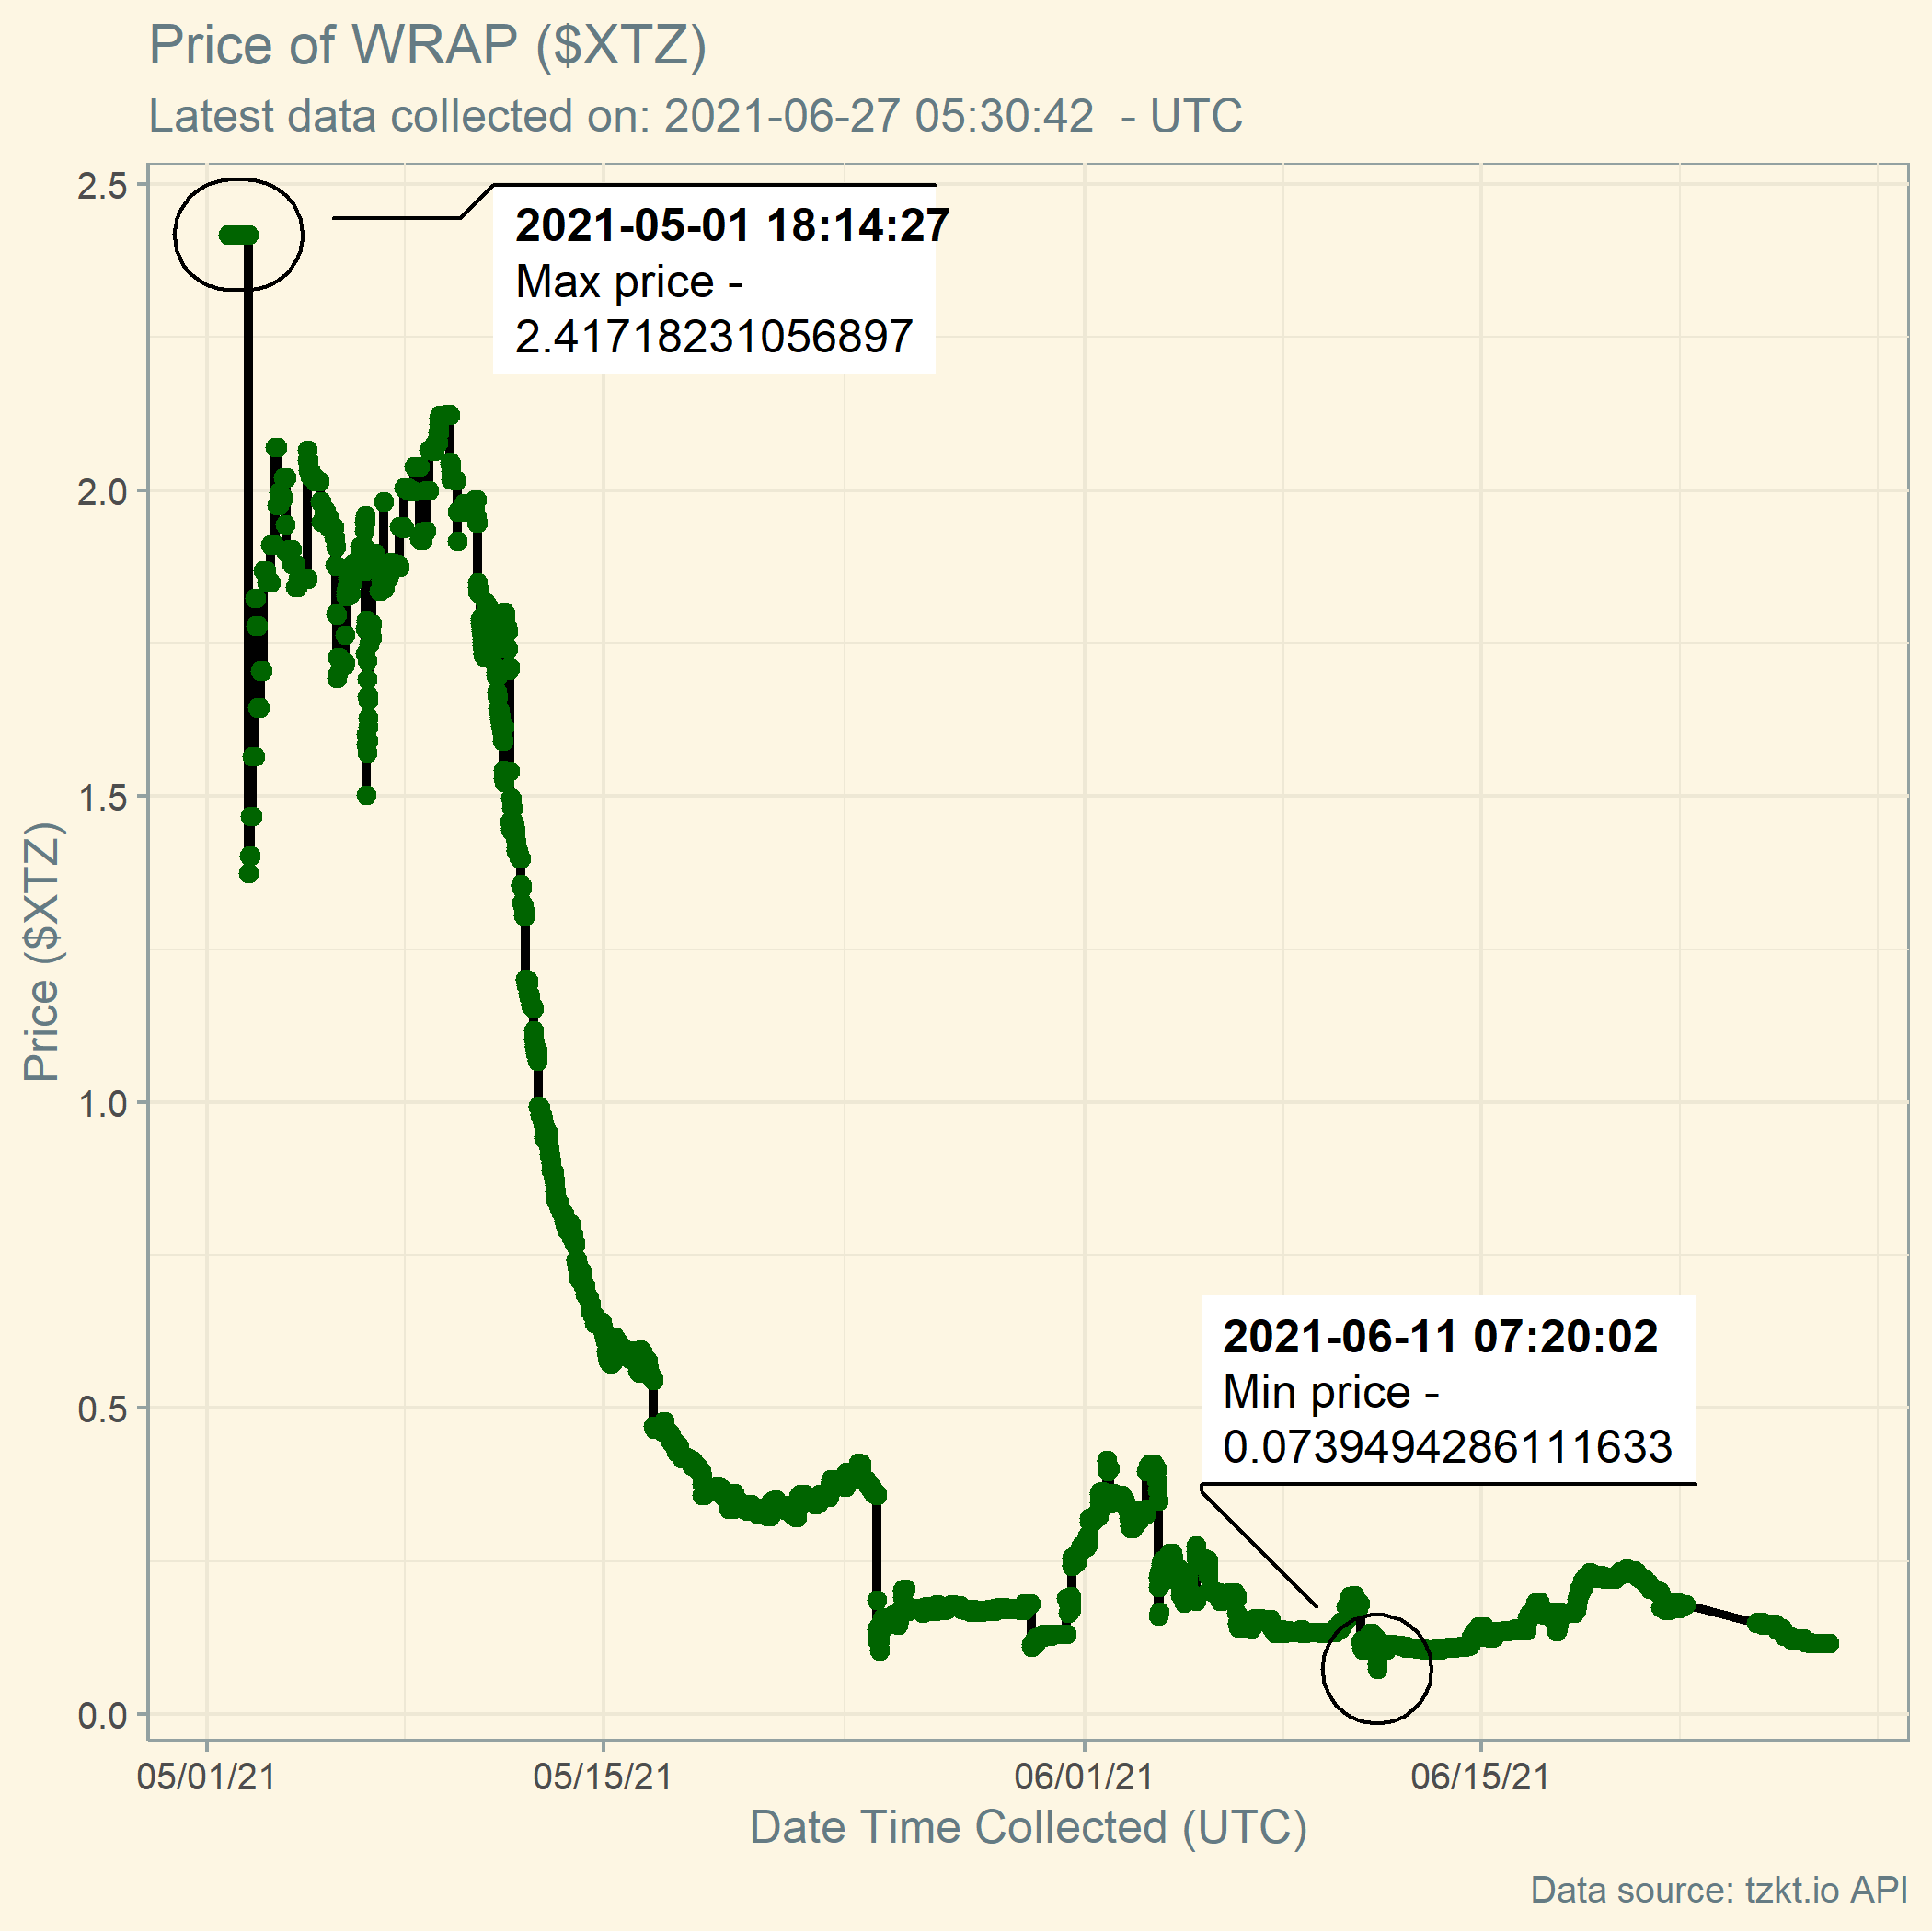 Price of WRAP ($XTZ)
Latest data collected on: 2021-06-27 05:30:42  - UTC
2.5
2.0
1.5
1.0
0.5
0.0
Price ($XTZ)
2021-05-01 18:14:27
Max price -
2.41718231056897
2021-06-11 07:20:02
Min price -
0.0739494286111633
05/01/21
05/15/21
06/01/21
06/15/21
Date Time Collected (UTC)
Data source: tzkt.io API